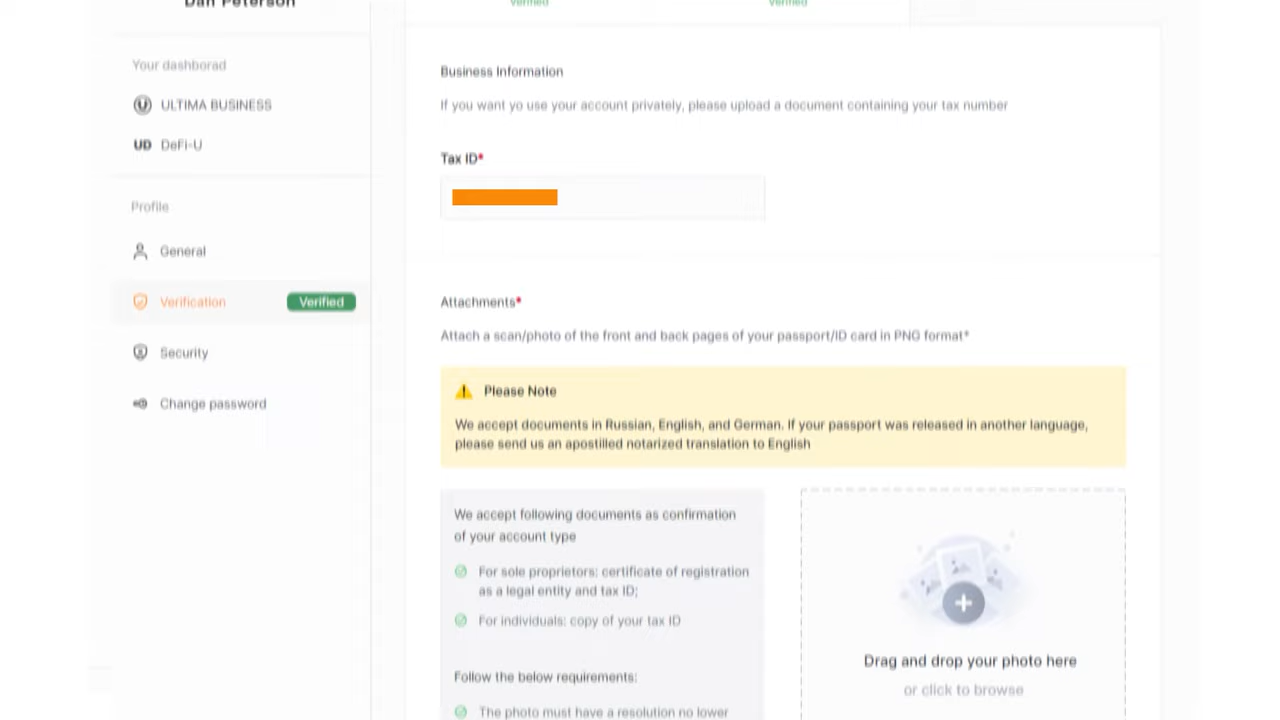 Dan Peterson
Verified
Verified
Your dashborad
ULTIMA BUSINESS
UD DeFi-U
Profile
General
Verification
Verified
Security
Change password
Business Information
If you want yo use your account privately, please upload a document containing your tax number
Tax ID*
Attachments*
Attach a scan/photo of the front and back pages of your passport/ID card in PNG format*
Please Note
We accept documents in Russian, English, and German. If your passport was released in another language,
please send us an apostilled notarized translation to English
We accept following documents as confirmation
of your account type
For sole proprietors: certificate of registration
as a legal entity and tax ID;
For individuals: copy of your tax ID
Follow the below requirements:
The photo must have a resolution no lower
Drag and drop your photo here
or click to browse